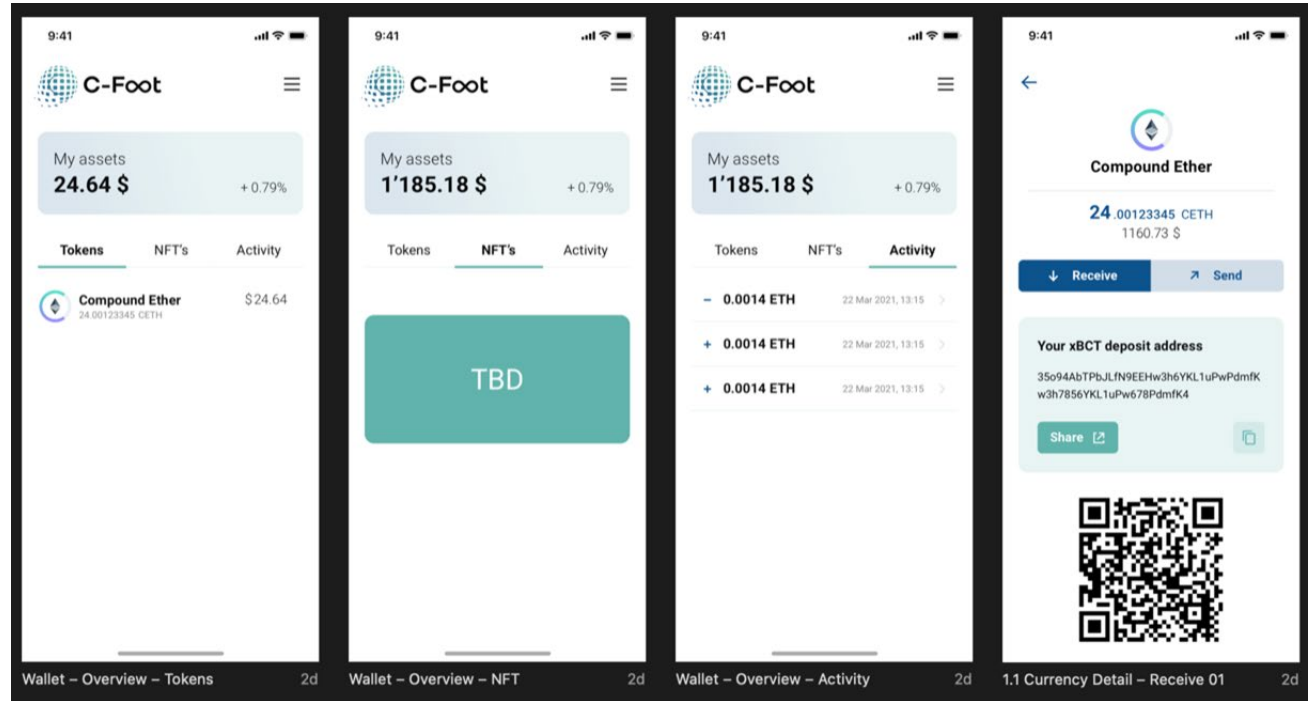 9:41
C-Foot
My assets
24.64 $
+ 0.79%
Tokens NFT's Activity
Compound Ether $ 24.64
24.00123345 CETH
Wallet – Overview – Tokens 2d
9:41
C-Foot
My assets
1'185.18 $
+ 0.79%
Tokens NFT's Activity
TBD
Wallet – Overview – NFT 2d
9:41
C-Foot
My assets
1'185.18 $
+ 0.79%
Tokens NFT's Activity
– 0.0014 ETH 22 Mar 2021, 13:15
+ 0.0014 ETH 22 Mar 2021, 13:15
+ 0.0014 ETH 22 Mar 2021, 13:15
Wallet – Overview – Activity 2d
9:41
Compound Ether
24.00123345 CETH
1160.73 $
Receive Send
Your xBCT deposit address
35o94AbTPbJLfN9EEHw3h6YKL1uPwPdmfK
w3h7856YKL1uPw678PdmfK4
Share
1.1 Currency Detail – Receive 01 2d